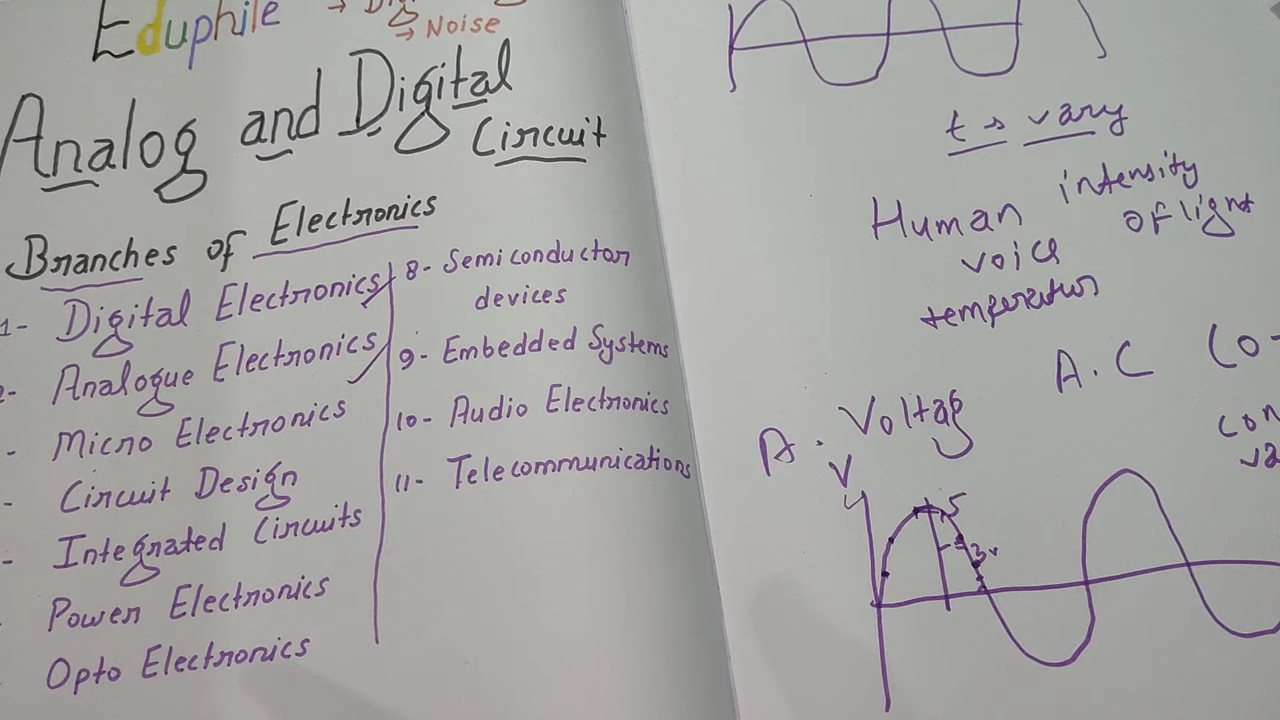 Eduphile
→ Noise
Analog and Digital
Circuit
Branches of Electronics
1- Digital Electronics
Analogue Electronics
- Micro Electronics
- Circuit Design
- Integrated Circuits
Power Electronics
Opto Electronics
8- Semiconductor
devices
9- Embedded Systems
10- Audio Electronics
11- Telecommunications
t → vary
Human
voice
intensity
of light
A.C
A. Voltag
V
5
3v